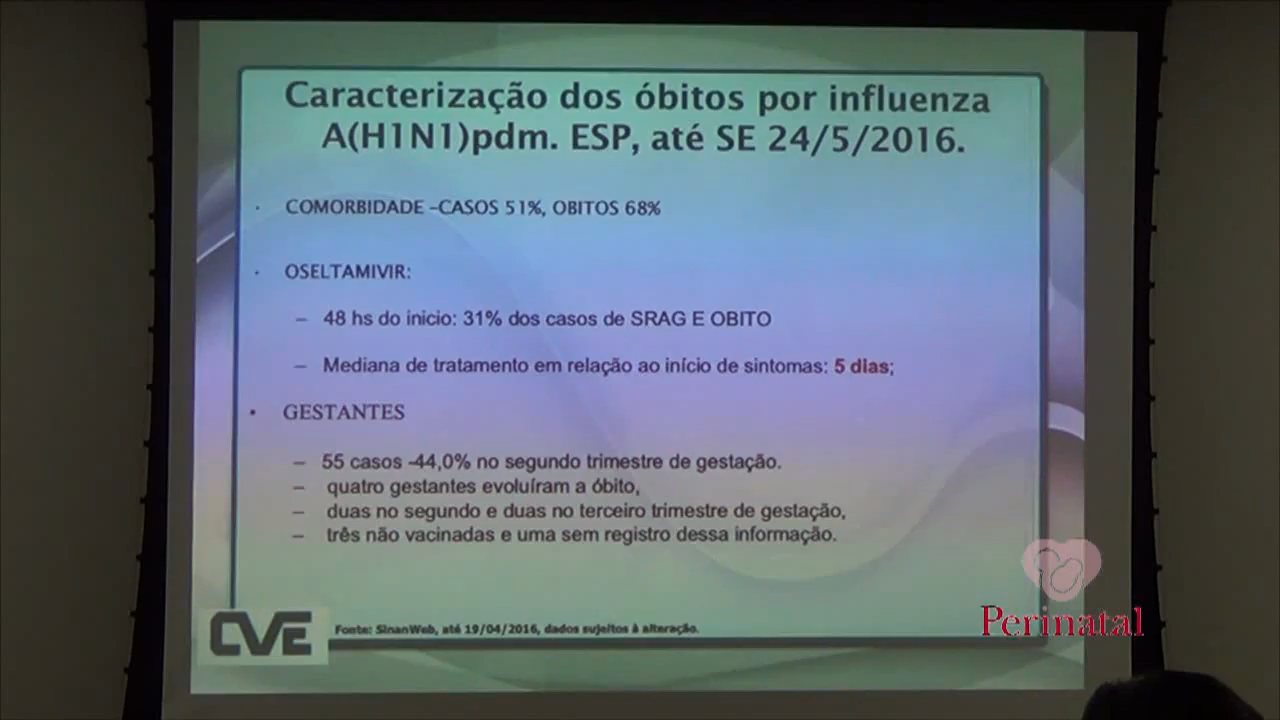 Caracterização dos óbitos por influenza
A(H1N1)pdm. ESP, até SE 24/5/2016.
· COMORBIDADE -CASOS 51%, OBITOS 68%
· OSELTAMIVIR:
– 48 hs do inicio: 31% dos casos de SRAG E OBITO
– Mediana de tratamento em relação ao início de sintomas: 5 dias;
• GESTANTES
– 55 casos -44,0% no segundo trimestre de gestação.
– quatro gestantes evoluíram a óbito,
– duas no segundo e duas no terceiro trimestre de gestação,
– três não vacinadas e uma sem registro dessa informação.
Perinatal
CVE
Fonte: SinanWeb, até 19/04/2016, dados sujeitos à alteração.